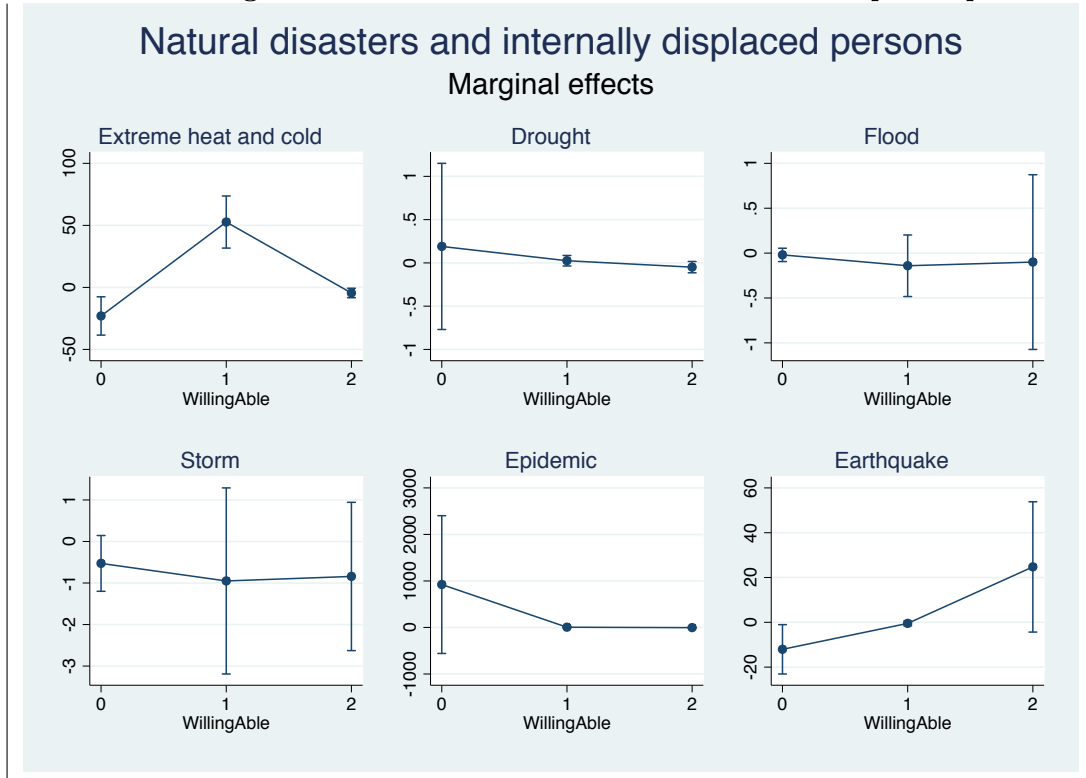 Natural disasters and internally displaced persons
Marginal effects
Extreme heat and cold
100
50
0
-50
0 1 2
WillingAble
Drought
1
.5
0
-.5
-1
0 1 2
WillingAble
Flood
1
.5
0
-.5
-1
0 1 2
WillingAble
Storm
1
0
-1
-2
-3
0 1 2
WillingAble
Epidemic
3000
2000
1000
0
-1000
0 1 2
WillingAble
Earthquake
60
40
20
0
-20
0 1 2
WillingAble